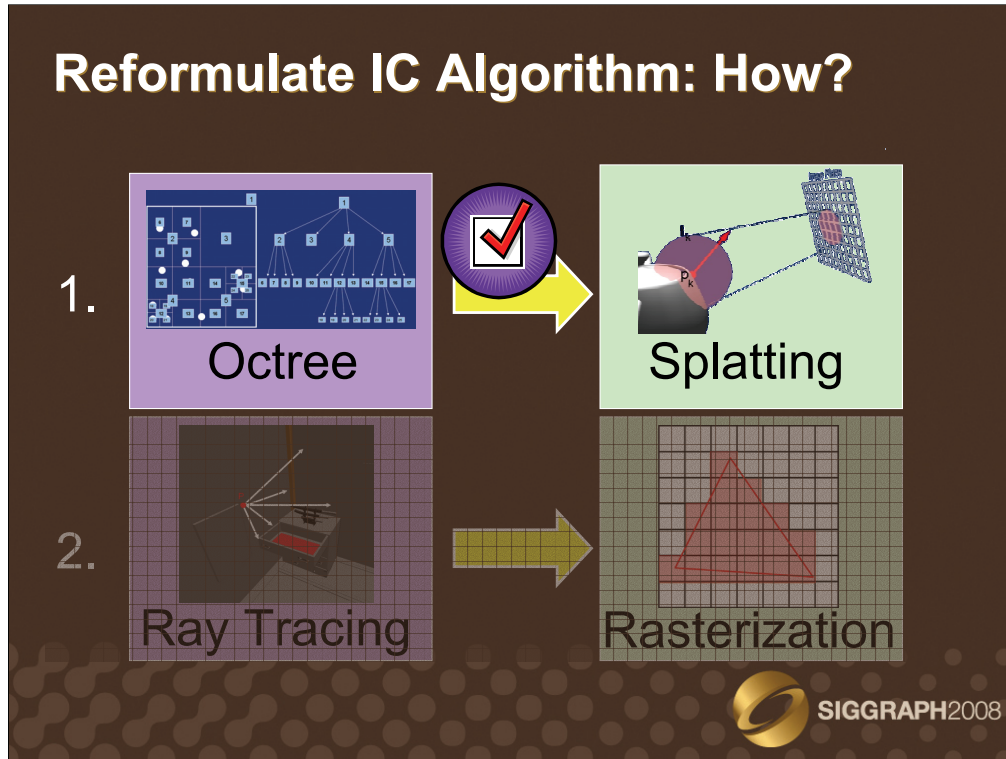 Reformulate IC Algorithm: How?
1.
Octree
Splatting
2.
Ray Tracing
Rasterization
SIGGRAPH2008